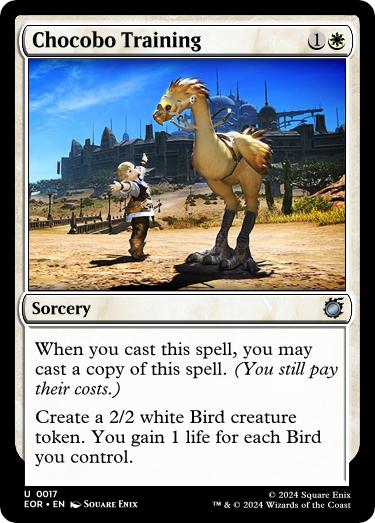 Chocobo Training 1
Sorcery
When you cast this spell, you may
cast a copy of this spell. (You still pay
their costs.)
Create a 2/2 white Bird creature
token. You gain 1 life for each Bird
you control.
U 0017 © 2024 Square Enix
EOR • EN Square Enix ™ & © 2024 Wizards of the Coast